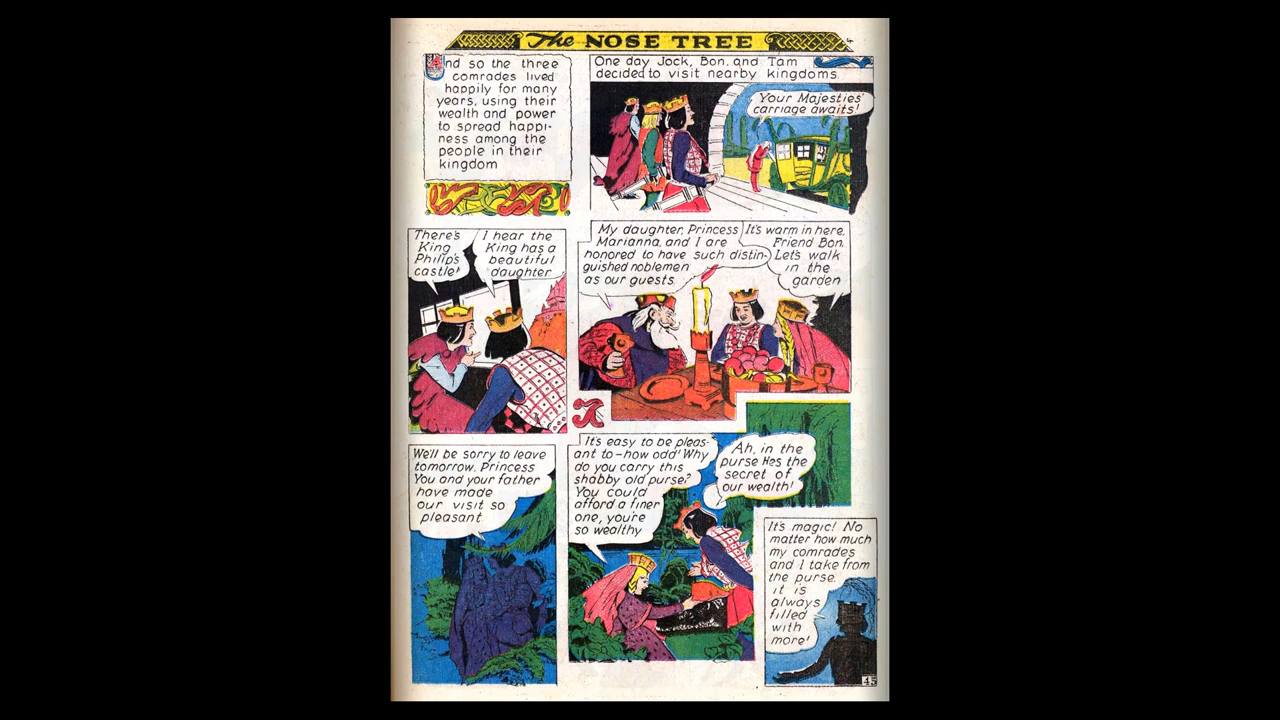 The NOSE TREE
4
And so the three
comrades lived
happily for many
years, using their
wealth and power
to spread happi-
ness among the
people in their
kingdom
One day Jock, Bon, and Tam
decided to visit nearby kingdoms.
Your Majesties'
carriage awaits!
There's
King
Philip's
castle!
I hear the
King has a
beautiful
daughter
My daughter, Princess
Marianna, and I are
honored to have such distin-
guished noblemen
as our guests
It's warm in here,
Friend Bon.
Let's walk
in the
garden
We'll be sorry to leave
tomorrow. Princess
You and your father
have made
our visit so
pleasant
It's easy to be pleas-
ant to - how odd! Why
do you carry this
shabby old purse?
You could
afford a finer
one, you're
so wealthy
Ah, in the
purse lies the
secret of
our wealth!
It's magic! No
matter how much
my comrades
and I take from
the purse.
it is
always
filled
with
more!
45